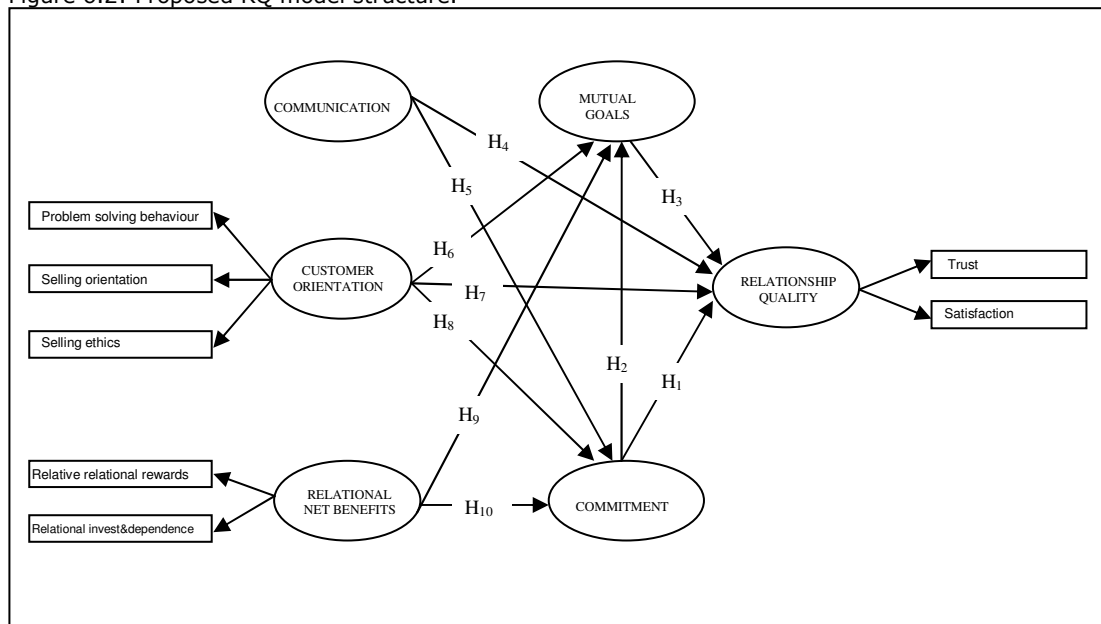 Figure 6.2. Proposed RQ model structure.
COMMUNICATION
MUTUAL
GOALS
H4
H5
H3
Problem solving behaviour
Selling orientation
Selling ethics
CUSTOMER
ORIENTATION
H6
H7
H8
RELATIONSHIP
QUALITY
Trust
Satisfaction
H2
H1
H9
Relative relational rewards
Relational invest&dependence
RELATIONAL
NET BENEFITS
H10
COMMITMENT